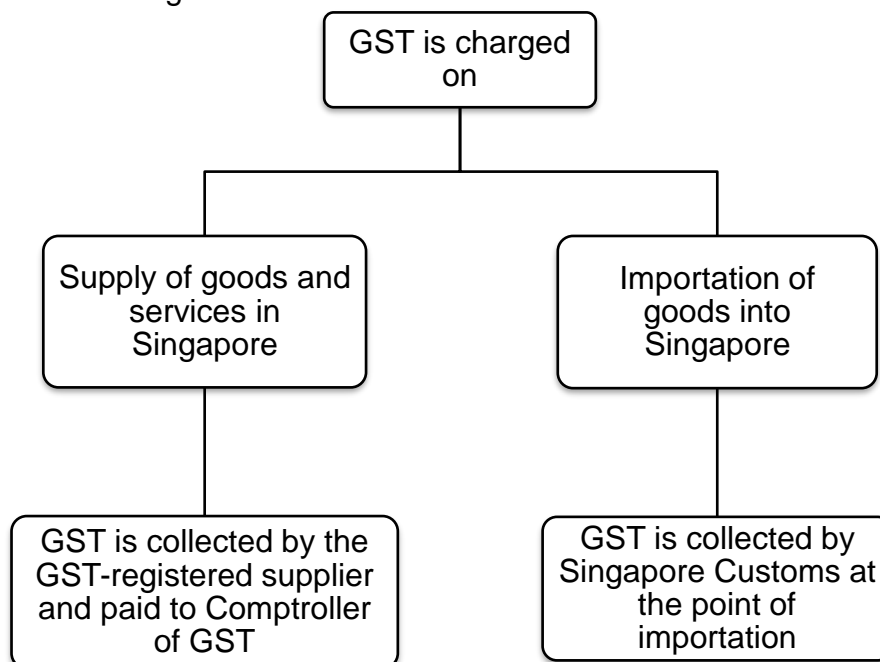 GST is charged
on
Supply of goods and
services in
Singapore
Importation of
goods into
Singapore
GST is collected by the
GST-registered supplier
and paid to Comptroller
of GST
GST is collected by
Singapore Customs at
the point of
importation